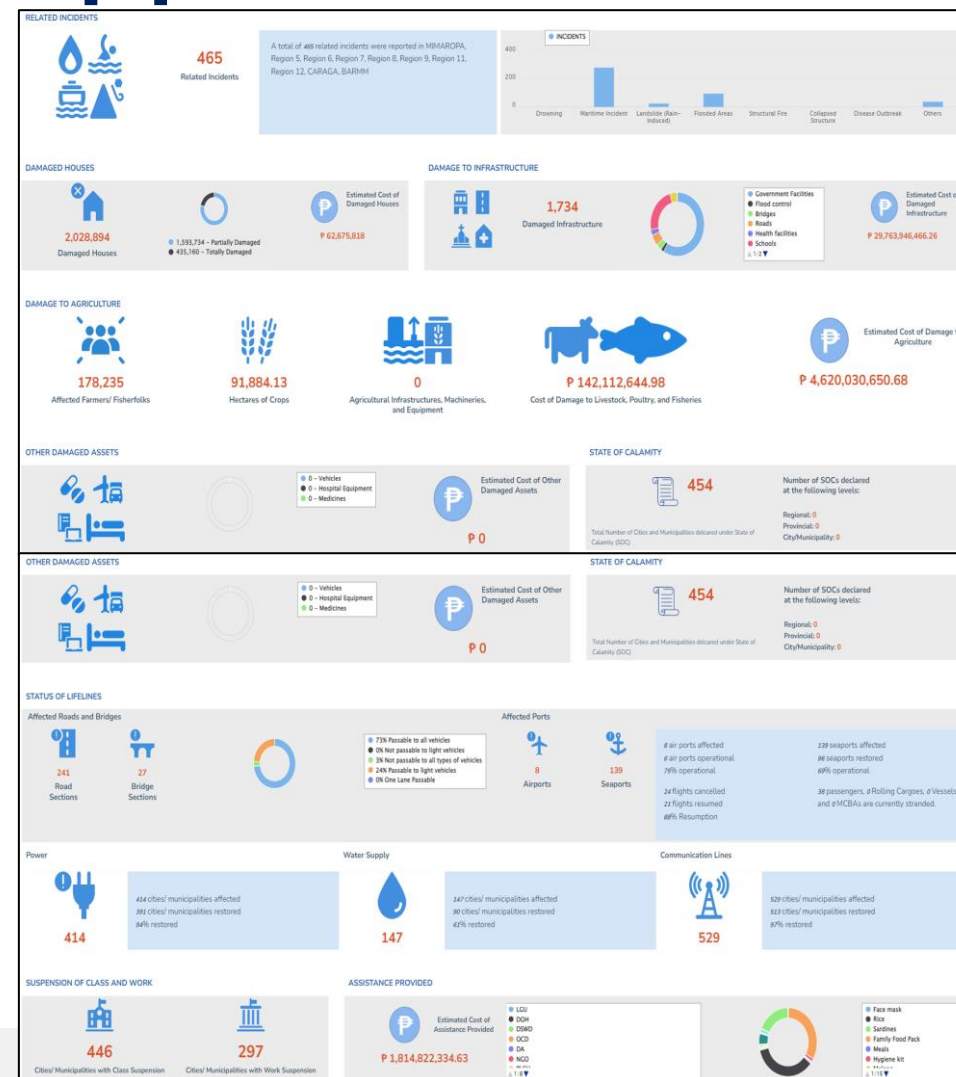 RELATED INCIDENTS
465
Related Incidents
A total of 465 related incidents were reported in MIMAROPA,
Region 5, Region 6, Region 7, Region 8, Region 9, Region 11,
Region 12, CARAGA, BARMM
INCIDENTS
400
200
0
Drowning
Maritime Incident
Landslide (Rain-
Induced)
Flooded Areas
Structural Fire
Collapsed
Structure
Disease Outbreak
Others
DAMAGED HOUSES
2,028,894
Damaged Houses
1,593,734 – Partially Damaged
435,160 – Totally Damaged
Estimated Cost of
Damaged Houses
₱ 62,675,818
DAMAGE TO INFRASTRUCTURE
1,734
Damaged Infrastructure
Government Facilities
Flood control
Bridges
Roads
Health facilities
Schools
1/2
Estimated Cost o
Damaged
Infrastructure
₱ 29,763,946,466.26
DAMAGE TO AGRICULTURE
178,235
Affected Farmers/ Fisherfolks
91,884.13
Hectares of Crops
0
Agricultural Infrastructures, Machineries,
and Equipment
₱ 142,112,644.98
Cost of Damage to Livestock, Poultry, and Fisheries
Estimated Cost of Damage t
Agriculture
₱ 4,620,030,650.68
OTHER DAMAGED ASSETS
0 – Vehicles
0 – Hospital Equipment
0 – Medicines
Estimated Cost of Other
Damaged Assets
₱ 0
STATE OF CALAMITY
454
Total Number of Cities and Municipalities delcared under State of
Calamity (SOC)
Number of SOCs declared
at the following levels:
Regional: 0
Provincial: 0
City/Municipality: 0
OTHER DAMAGED ASSETS
0 – Vehicles
0 – Hospital Equipment
0 – Medicines
Estimated Cost of Other
Damaged Assets
₱ 0
STATE OF CALAMITY
454
Total Number of Cities and Municipalities delcared under State of
Calamity (SOC)
Number of SOCs declared
at the following levels:
Regional: 0
Provincial: 0
City/Municipality: 0
STATUS OF LIFELINES
Affected Roads and Bridges
241
Road
Sections
27
Bridge
Sections
73% Passable to all vehicles
0% Not passable to light vehicles
3% Not passable to all types of vehicles
24% Passable to light vehicles
0% One Lane Passable
Affected Ports
8
Airports
139
Seaports
8 air ports affected
6 air ports operational
75% operational
24 flights cancelled
21 flights resumed
88% Resumption
139 seaports affected
96 seaports restored
69% operational
38 passengers, 0 Rolling Cargoes, 0 Vessels
and 0 MCBAs are currently stranded.
Power
414
414 cities/ municipalities affected
391 cities/ municipalities restored
94% restored
Water Supply
147
147 cities/ municipalities affected
90 cities/ municipalities restored
61% restored
Communication Lines
529
529 cities/ municipalities affected
513 cities/ municipalities restored
97% restored
SUSPENSION OF CLASS AND WORK
446
Cities/ Municipalities with Class Suspension
297
Cities/ Municipalities with Work Suspension
ASSISTANCE PROVIDED
Estimated Cost of
Assistance Provided
₱ 1,814,822,334.63
LGU
DOH
DSWD
OCD
DA
NGO
1/8
Face mask
Rice
Sardines
Family Food Pack
Meals
Hygiene kit
1/15